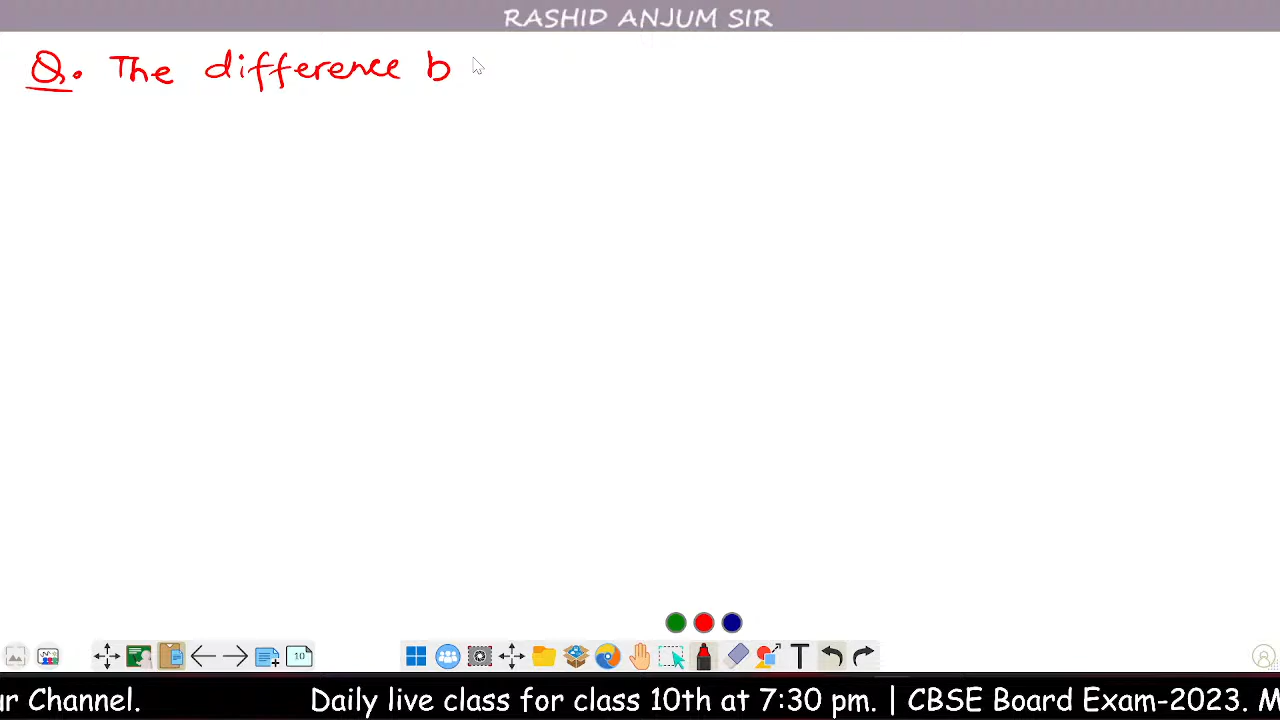 RASHID ANJUM SIR
Q. The difference b
10
T
ur Channel. Daily live class for class 10th at 7:30 pm. | CBSE Board Exam-2023. M